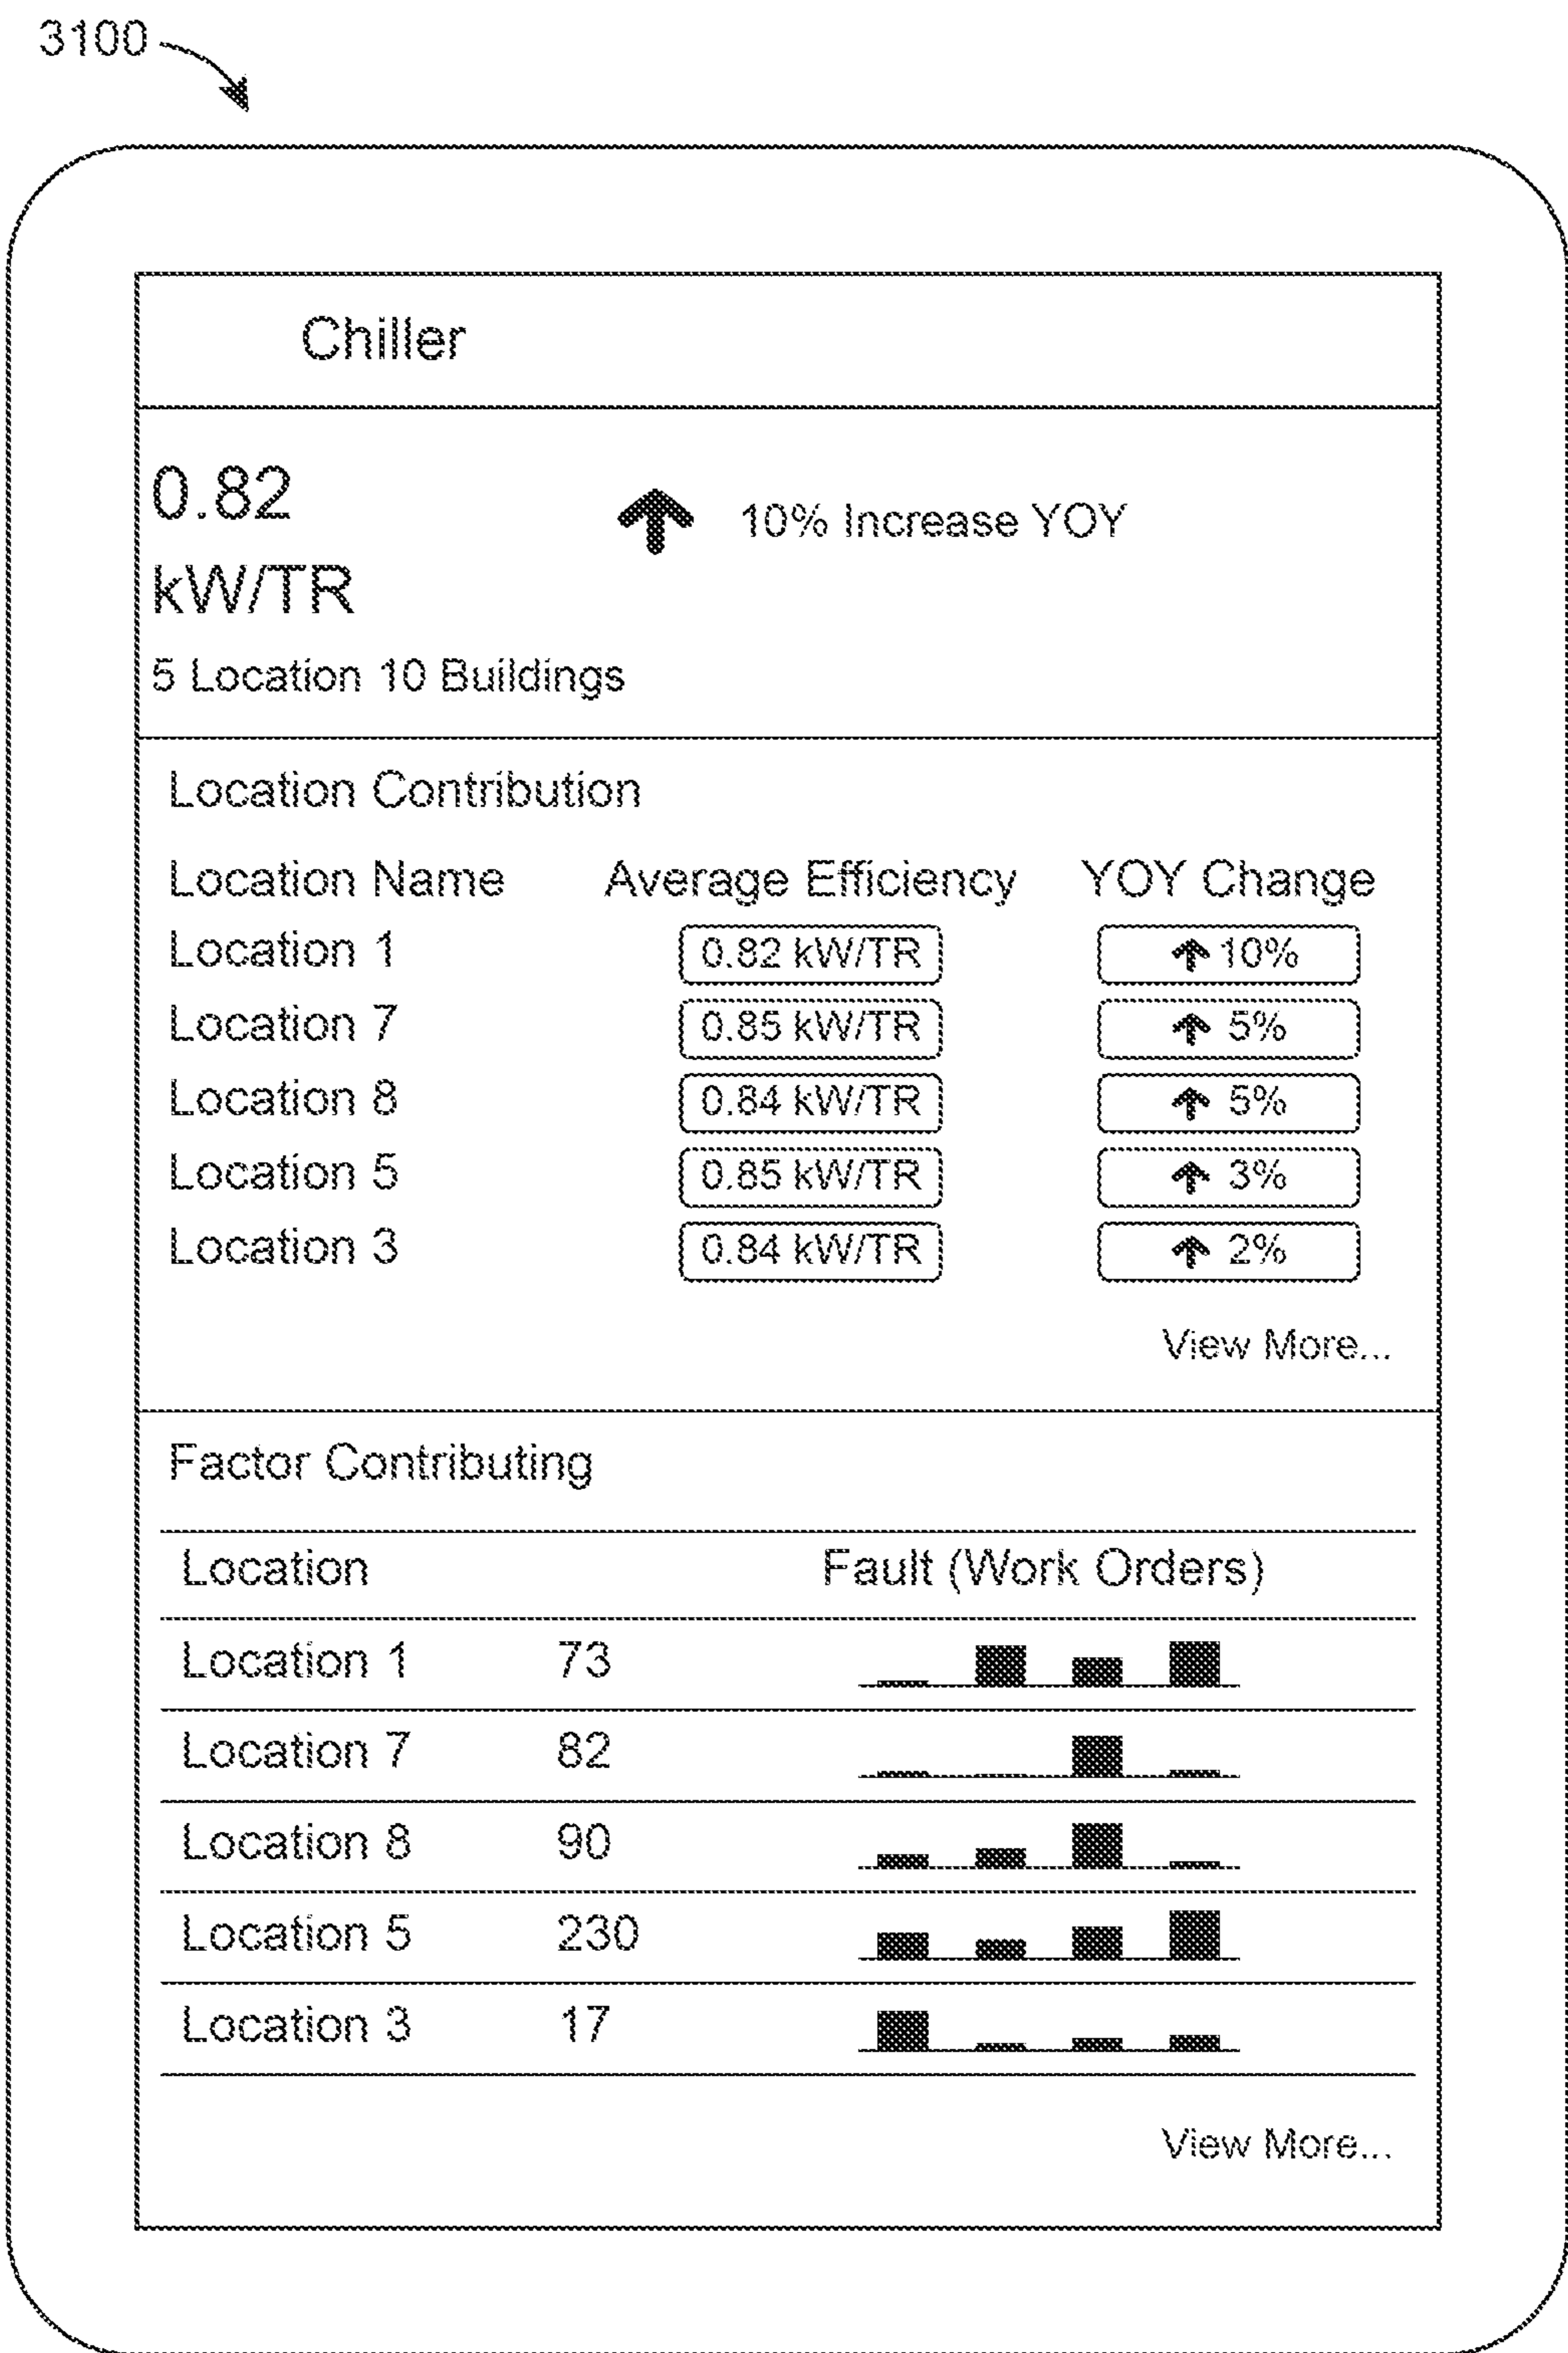 3100
Chiller
0.82
kW/TR
10% Increase YOY
5 Location 10 Buildings
Location Contribution
Location Name Average Efficiency YOY Change
Location 1 0.82 kW/TR 10%
Location 7 0.85 kW/TR 5%
Location 8 0.84 kW/TR 5%
Location 5 0.85 kW/TR 3%
Location 3 0.84 kW/TR 2%
View More...
Factor Contributing
Location Fault (Work Orders)
Location 1 73
Location 7 82
Location 8 90
Location 5 230
Location 3 17
View More...